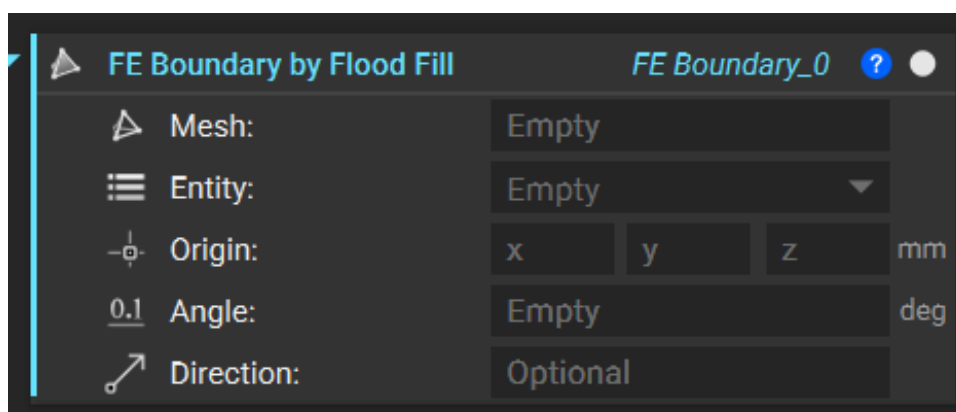 FE Boundary by Flood Fill FE Boundary_0 ?
Mesh: Empty
Entity: Empty
Origin: x y z mm
0.1 Angle: Empty deg
Direction: Optional